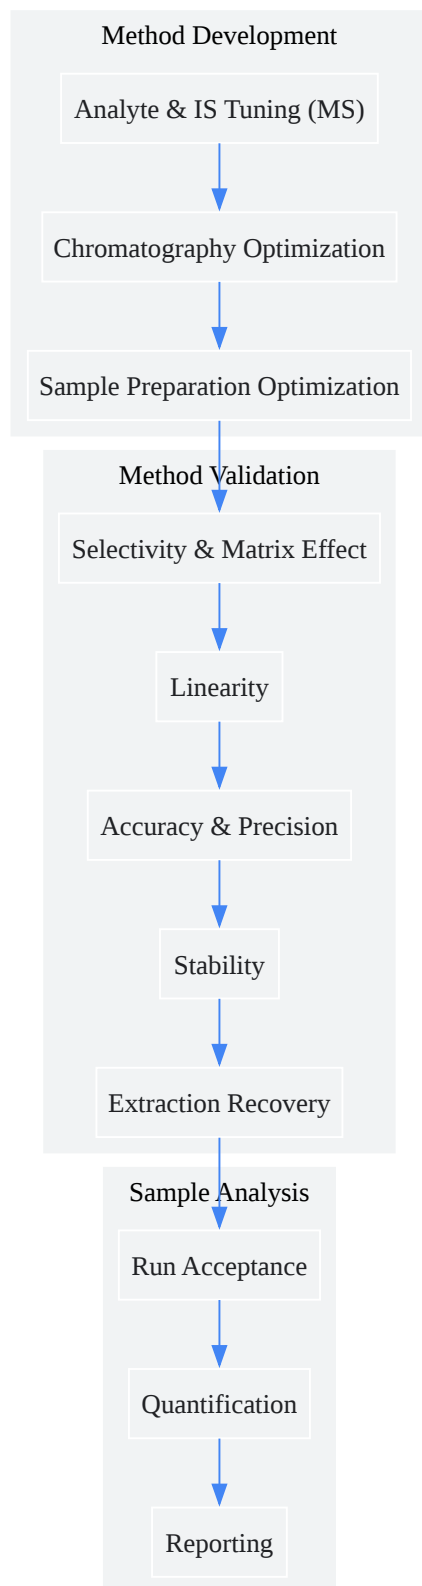 Method Development
Analyte & IS Tuning (MS)
Chromatography Optimization
Sample Preparation Optimization
Method Validation
Selectivity & Matrix Effect
Linearity
Accuracy & Precision
Stability
Extraction Recovery
Sample Analysis
Run Acceptance
Quantification
Reporting